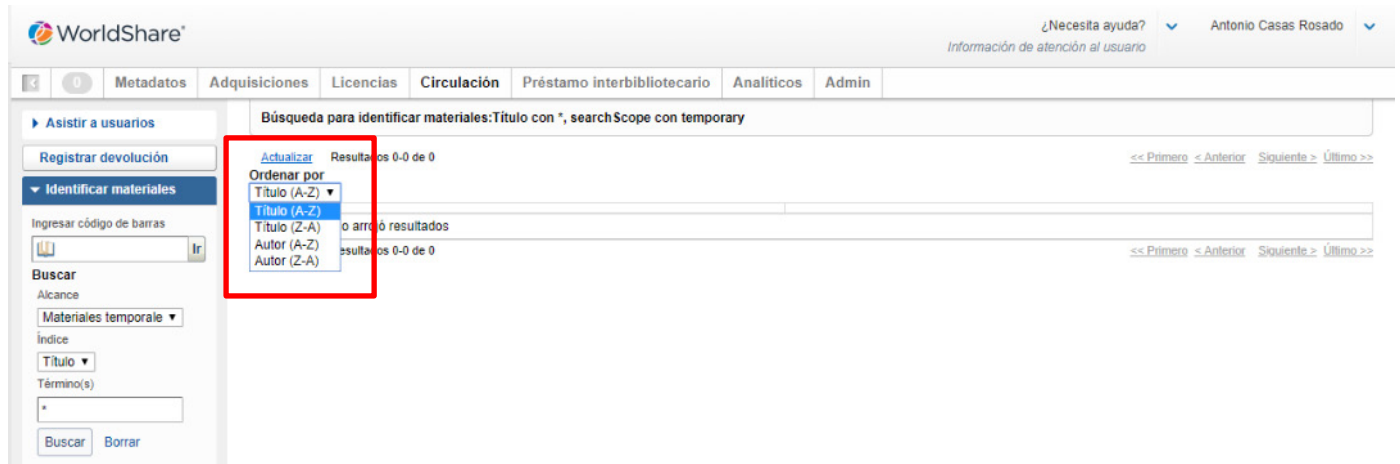 WorldShare®
¿Necesita ayuda?
Antonio Casas Rosado
Información de atención al usuario
0
Metadatos
Adquisiciones
Licencias
Circulación
Préstamo interbibliotecario
Analíticos
Admin
Asistir a usuarios
Registrar devolución
Identificar materiales
Ingresar código de barras
Ir
Buscar
Alcance
Materiales temporale
Índice
Título
Término(s)
*
Buscar Borrar
Búsqueda para identificar materiales:Título con *, searchScope con temporary
Actualizar Resultados 0-0 de 0
<< Primero < Anterior Siguiente > Último >>
Ordenar por
Título (A-Z)
Título (A-Z)
Título (Z-A)
Autor (A-Z)
Autor (Z-A)
o arrojó resultados
esultados 0-0 de 0
<< Primero < Anterior Siguiente > Último >>